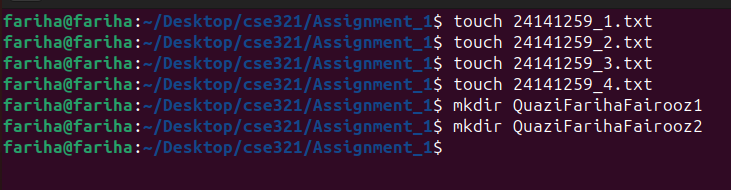 fariha@fariha:~/Desktop/cse321/Assignment_1$ touch 24141259_1.txt
fariha@fariha:~/Desktop/cse321/Assignment_1$ touch 24141259_2.txt
fariha@fariha:~/Desktop/cse321/Assignment_1$ touch 24141259_3.txt
fariha@fariha:~/Desktop/cse321/Assignment_1$ touch 24141259_4.txt
fariha@fariha:~/Desktop/cse321/Assignment_1$ mkdir QuaziFarihaFairooz1
fariha@fariha:~/Desktop/cse321/Assignment_1$ mkdir QuaziFarihaFairooz2
fariha@fariha:~/Desktop/cse321/Assignment_1$